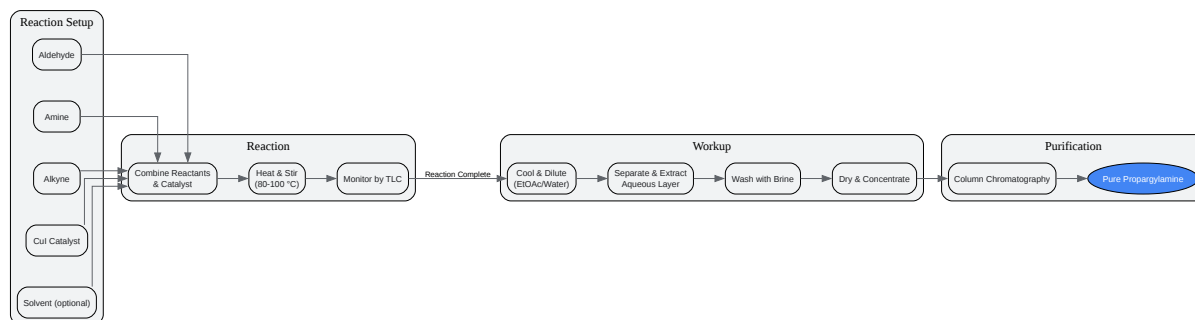 Reaction Setup
Aldehyde
Amine
Alkyne
CuI Catalyst
Solvent (optional)
Reaction
Combine Reactants
& Catalyst
Heat & Stir
(80-100 °C)
Monitor by TLC
Reaction Complete
Workup
Cool & Dilute
(EtOAc/Water)
Separate & Extract
Aqueous Layer
Wash with Brine
Dry & Concentrate
Purification
Column Chromatography
Pure Propargylamine